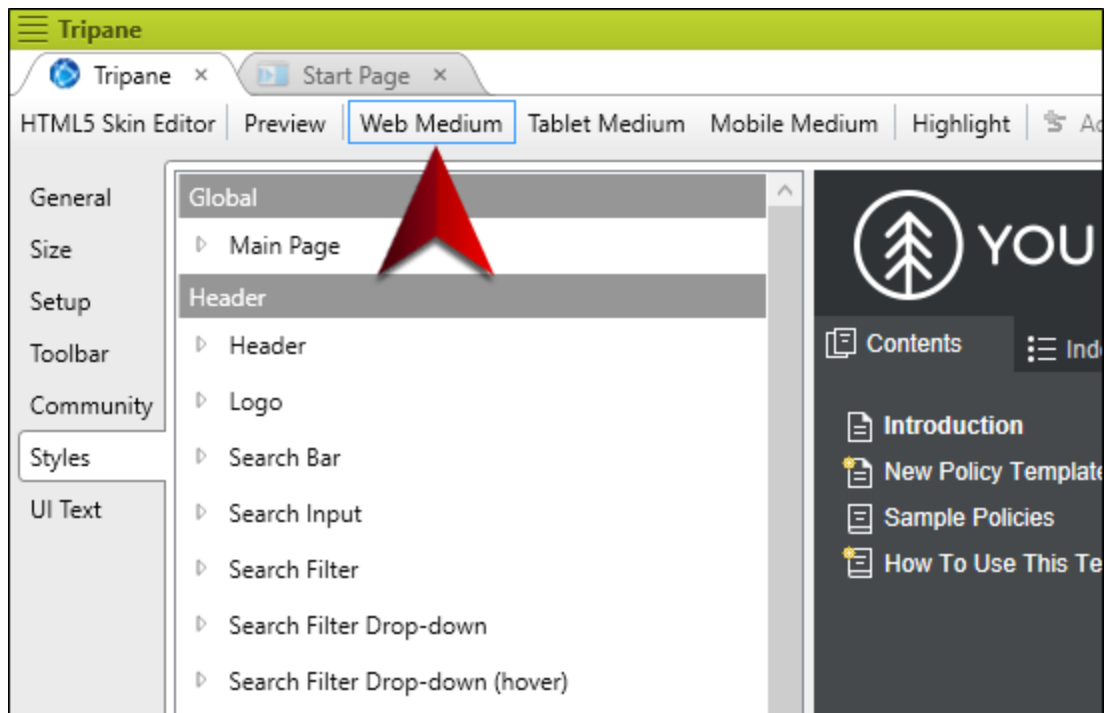 Tripane
Tripane × Start Page ×
HTML5 Skin Editor Preview Web Medium Tablet Medium Mobile Medium Highlight
General
Size
Setup
Toolbar
Community
Styles
UI Text
Global
Main Page
Header
Header
Logo
Search Bar
Search Input
Search Filter
Search Filter Drop-down
Search Filter Drop-down (hover)
YOU
Contents
Introduction
New Policy Template
Sample Policies
How To Use This Te